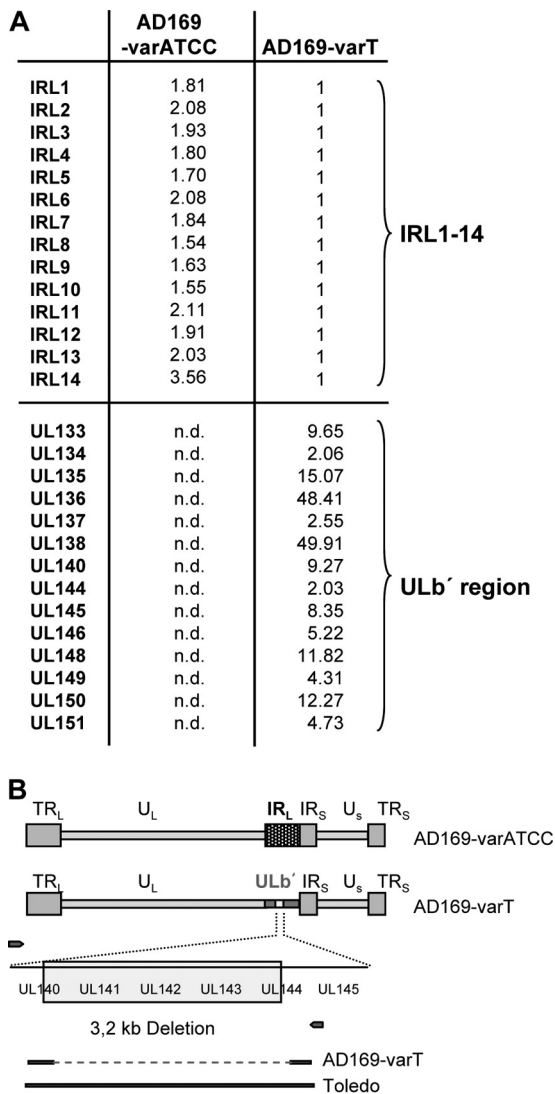 A
AD169
-varATCC AD169-varT
IRL1 1.81 1
IRL2 2.08 1
IRL3 1.93 1
IRL4 1.80 1
IRL5 1.70 1
IRL6 2.08 1
IRL7 1.84 1
IRL8 1.54 1
IRL9 1.63 1
IRL10 1.55 1
IRL11 2.11 1
IRL12 1.91 1
IRL13 2.03 1
IRL14 3.56 1
IRL1-14
UL133 n.d. 9.65
UL134 n.d. 2.06
UL135 n.d. 15.07
UL136 n.d. 48.41
UL137 n.d. 2.55
UL138 n.d. 49.91
UL140 n.d. 9.27
UL144 n.d. 2.03
UL145 n.d. 8.35
UL146 n.d. 5.22
UL148 n.d. 11.82
UL149 n.d. 4.31
UL150 n.d. 12.27
UL151 n.d. 4.73
ULb´ region
B
TRL UL IRL IRS Us TRS
AD169-varATCC
TRL UL ULb´ IRS Us TRS
AD169-varT
UL140 UL141 UL142 UL143 UL144 UL145
3,2 kb Deletion
AD169-varT
Toledo